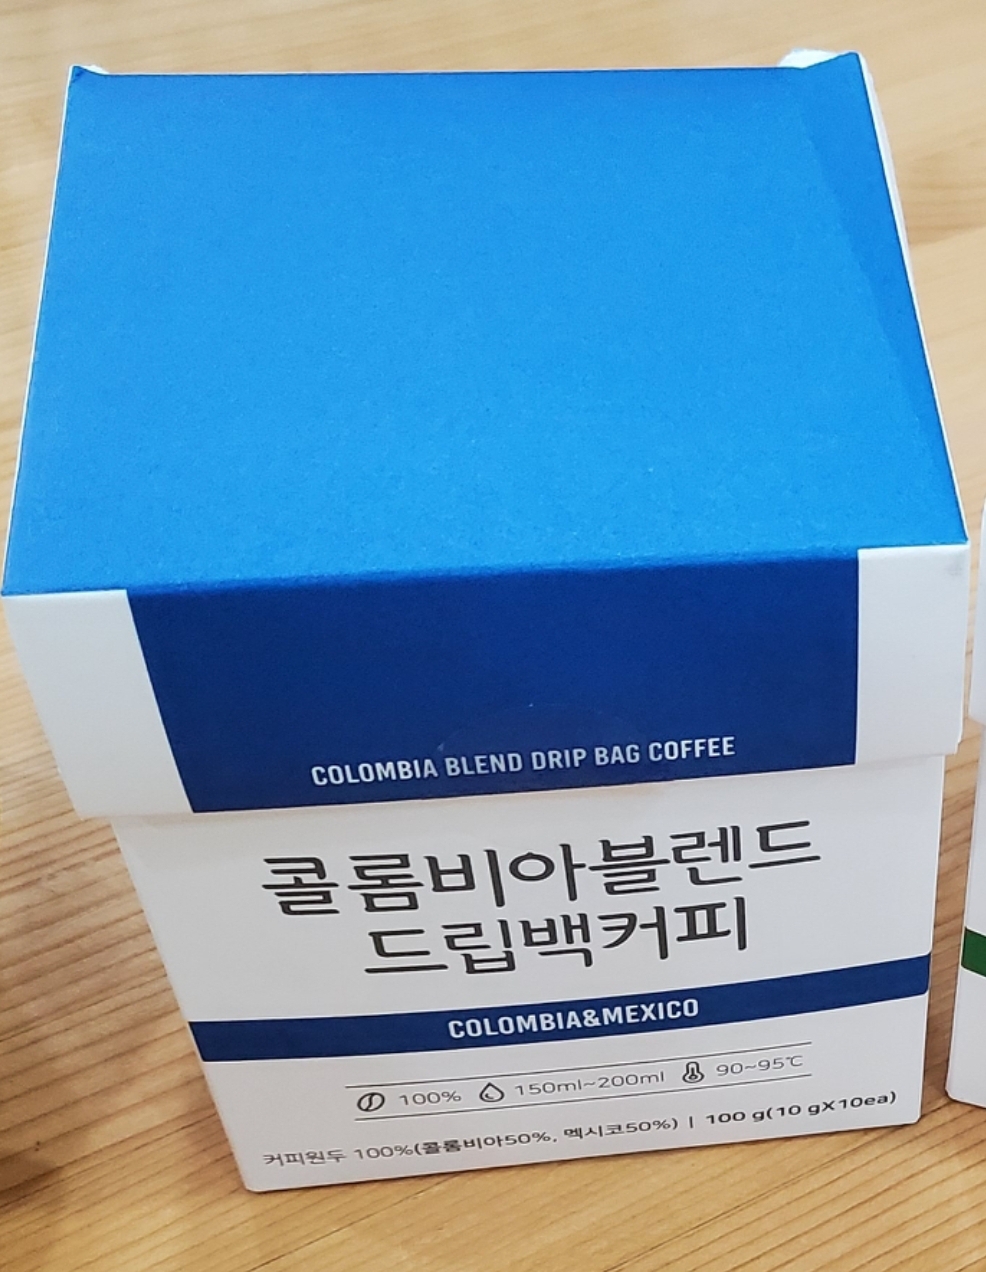 COLOMBIA BLEND DRIP BAG COFFEE
콜롬비아블렌드
드립백커피
COLOMBIA&MEXICO
100% 150ml~200ml 90~95℃
커피원두 100%(콜롬비아50%, 멕시코50%) | 100 g(10 gX10ea)